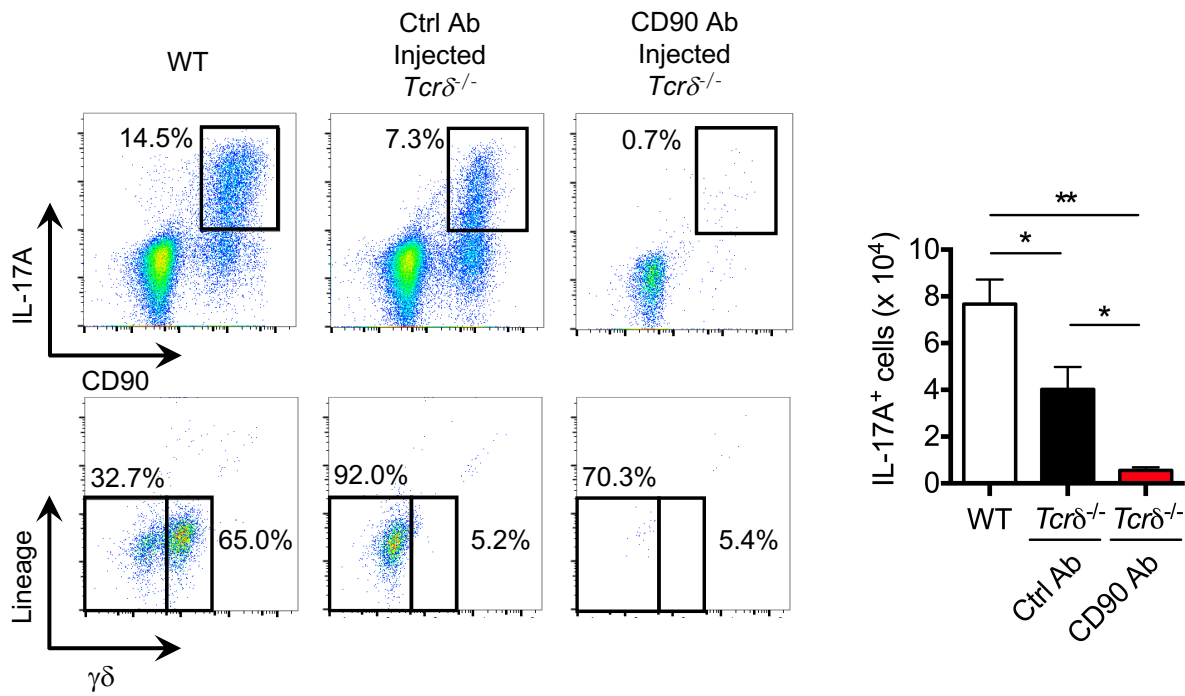 WT
Ctrl Ab
Injected
Tcrδ-/-
CD90 Ab
Injected
Tcrδ-/-
14.5%
7.3%
0.7%
IL-17A
CD90
32.7%
65.0%
92.0%
5.2%
70.3%
5.4%
Lineage
γδ
**
*
*
IL-17A+ cells (x 10⁴)
10
8
6
4
2
0
WT
Tcrδ-/-
Tcrδ-/-
Ctrl Ab
CD90 Ab